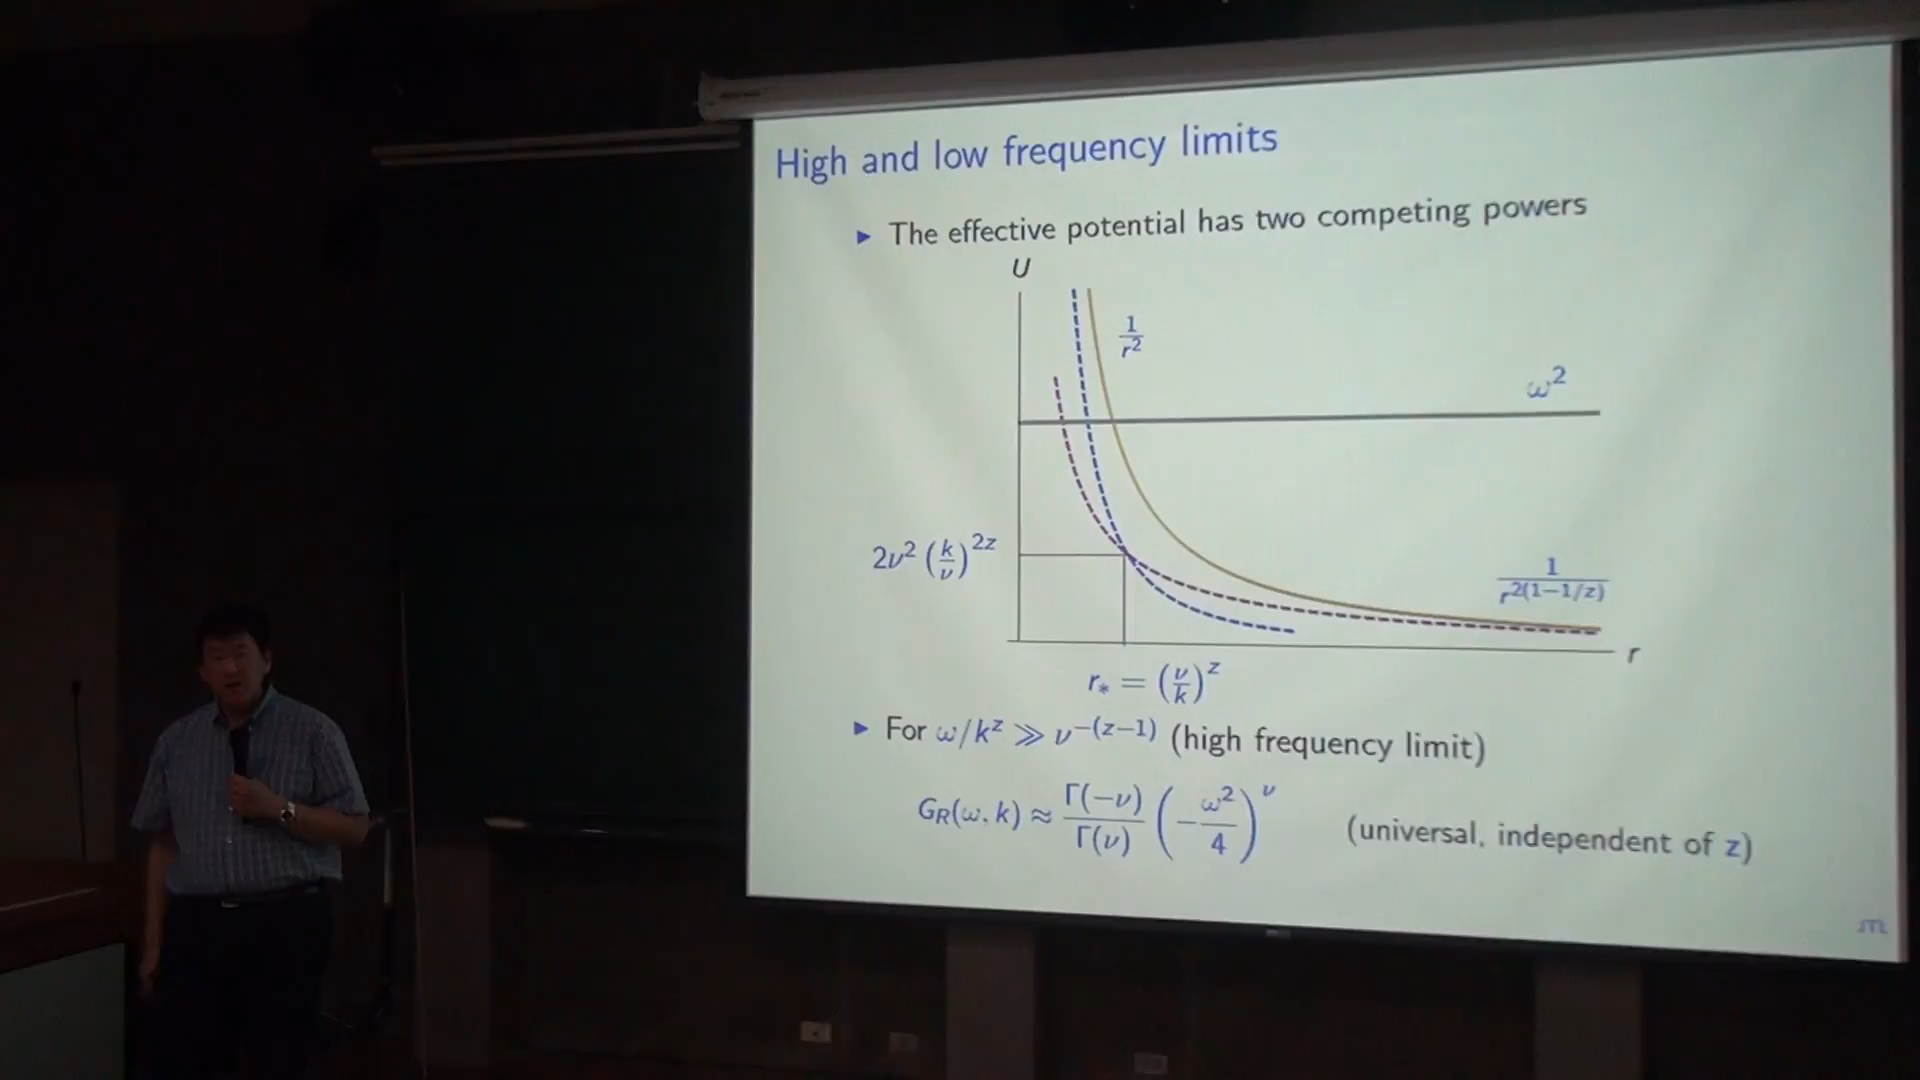 High and low frequency limits
▶ The effective potential has two competing powers
U
1/r²
ω²
2ν² (k/ν)^{2z}
1/r^{2(1−1/z)}
r
r_* = (ν/k)^z
▶ For ω/k^z ≫ ν^{−(z−1)} (high frequency limit)
G_R(ω, k) ≈ Γ(−ν)/Γ(ν) (−ω²/4)^ν (universal, independent of z)